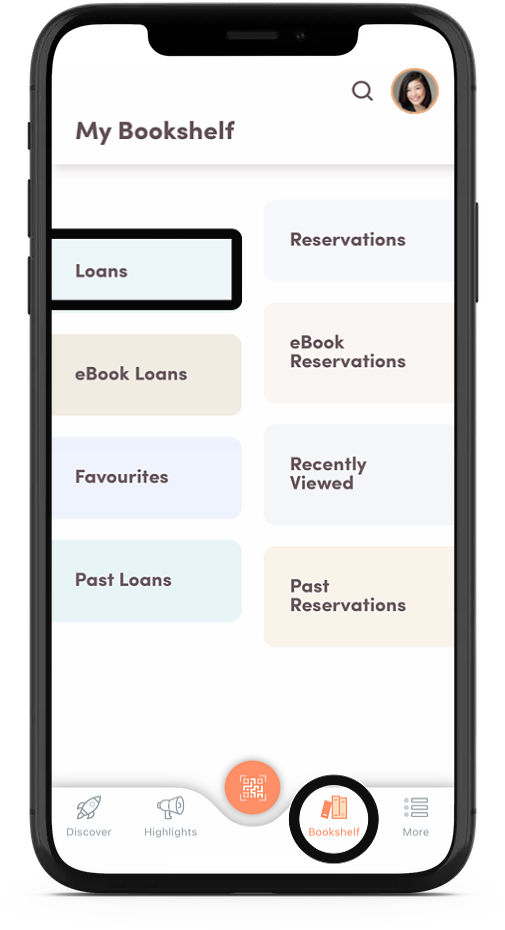 My Bookshelf
Loans
eBook Loans
Favourites
Past Loans
Reservations
eBook
Reservations
Recently
Viewed
Past
Reservations
Discover
Highlights
Bookshelf
More